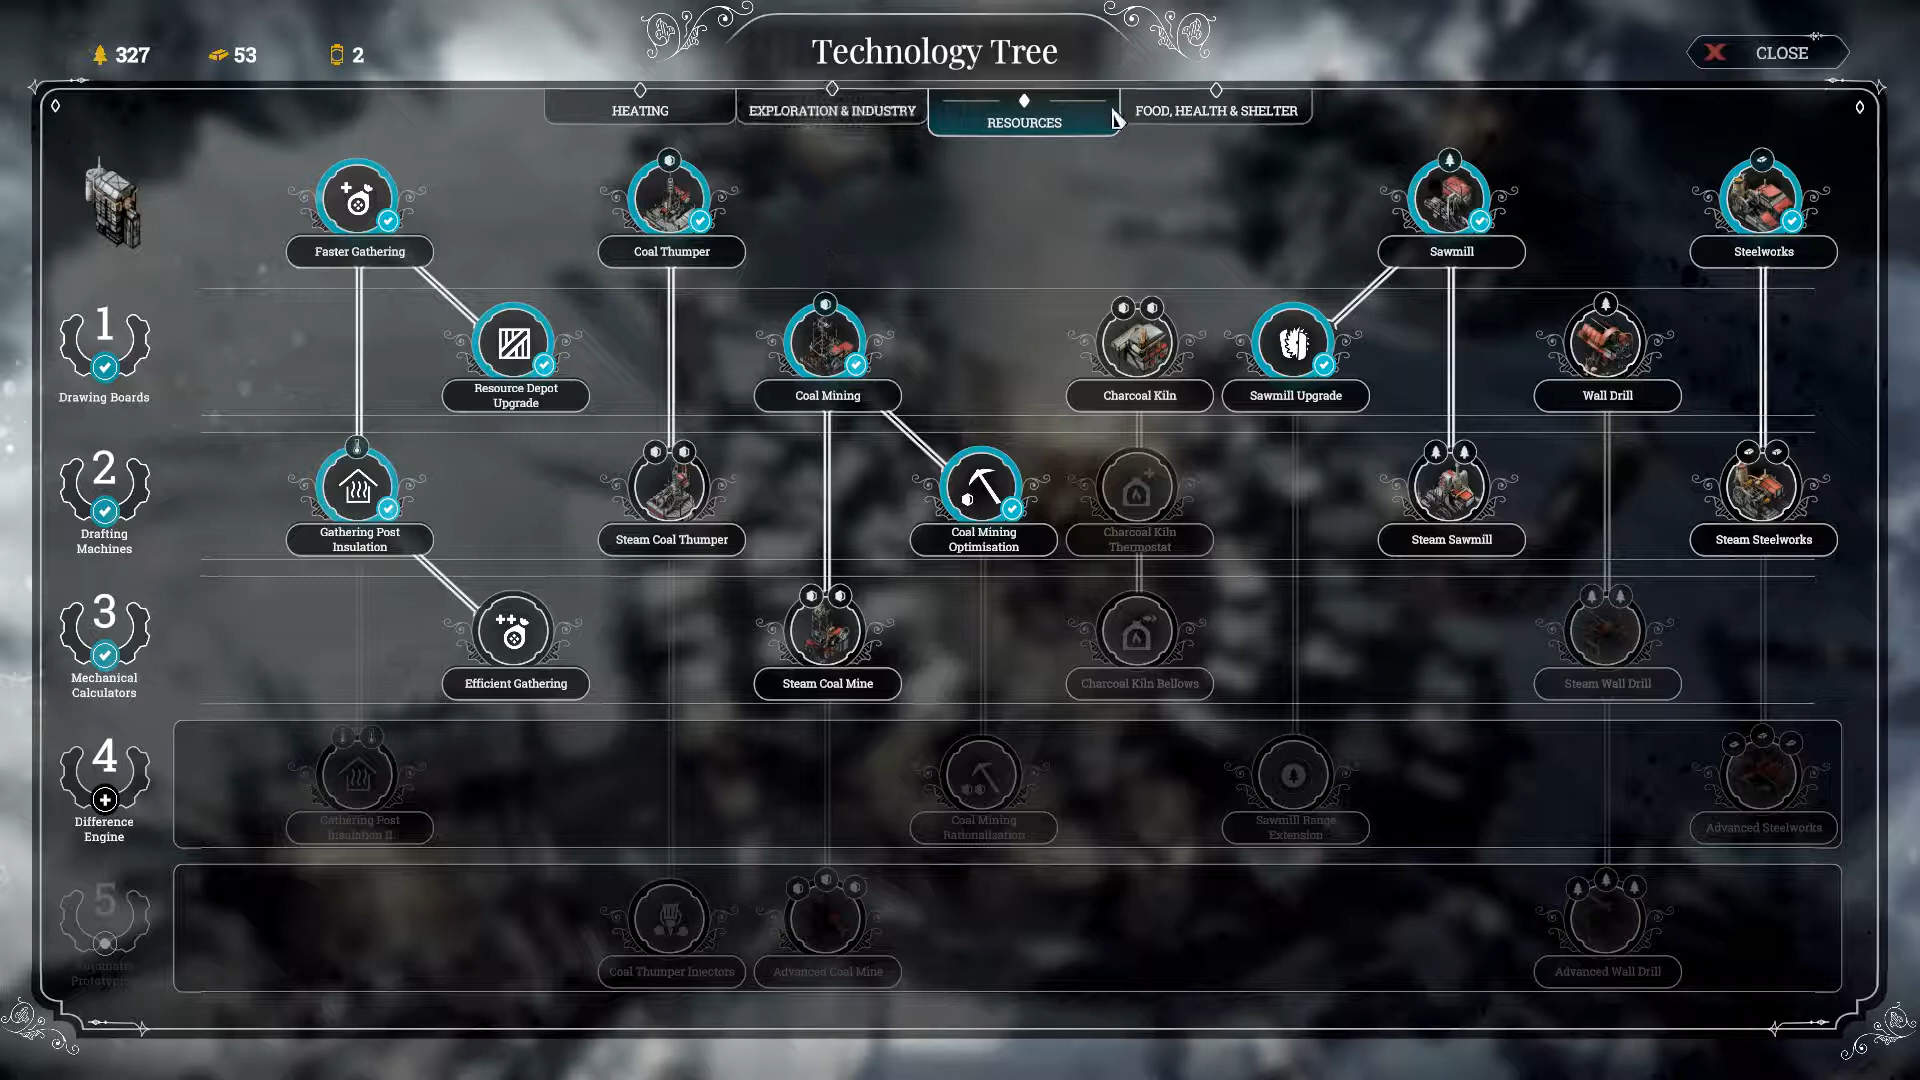 327
53
2
Technology Tree
CLOSE
HEATING
EXPLORATION & INDUSTRY
RESOURCES
FOOD, HEALTH & SHELTER
Faster Gathering
Coal Thumper
Sawmill
Steelworks
1
Drawing Boards
Resource Depot
Upgrade
Coal Mining
Charcoal Kiln
Sawmill Upgrade
Wall Drill
2
Drafting
Machines
Gathering Post
Insulation
Steam Coal Thumper
Coal Mining
Optimisation
Charcoal Kiln
Thermostat
Steam Sawmill
Steam Steelworks
3
Mechanical
Calculators
Efficient Gathering
Steam Coal Mine
Charcoal Kiln Bellows
Steam Wall Drill
4
Difference
Engine
Gathering Post
Insulation II
Coal Mining
Rationalisation
Sawmill Range
Extension
Advanced Steelworks
5
Coal Thumper Injectors
Advanced Coal Mine
Advanced Wall Drill